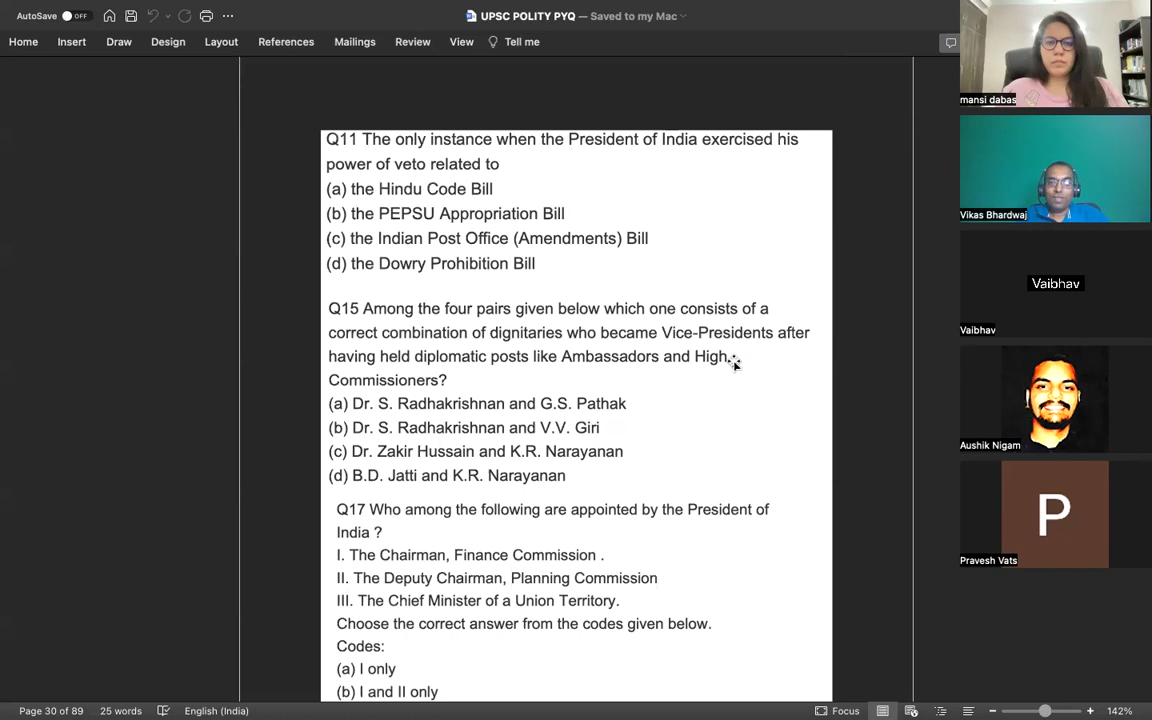 AutoSave OFF UPSC POLITY PYQ — Saved to my Mac
Home Insert Draw Design Layout References Mailings Review View Tell me
Q11 The only instance when the President of India exercised his
power of veto related to
(a) the Hindu Code Bill
(b) the PEPSU Appropriation Bill
(c) the Indian Post Office (Amendments) Bill
(d) the Dowry Prohibition Bill
Q15 Among the four pairs given below which one consists of a
correct combination of dignitaries who became Vice-Presidents after
having held diplomatic posts like Ambassadors and High
Commissioners?
(a) Dr. S. Radhakrishnan and G.S. Pathak
(b) Dr. S. Radhakrishnan and V.V. Giri
(c) Dr. Zakir Hussain and K.R. Narayanan
(d) B.D. Jatti and K.R. Narayanan
Q17 Who among the following are appointed by the President of
India ?
I. The Chairman, Finance Commission .
II. The Deputy Chairman, Planning Commission
III. The Chief Minister of a Union Territory.
Choose the correct answer from the codes given below.
Codes:
(a) I only
(b) I and II only
mansi dabas
Vikas Bhardwaj
Vaibhav
Vaibhav
Aushik Nigam
P
Pravesh Vats
Page 30 of 89 25 words English (India) Focus 142%